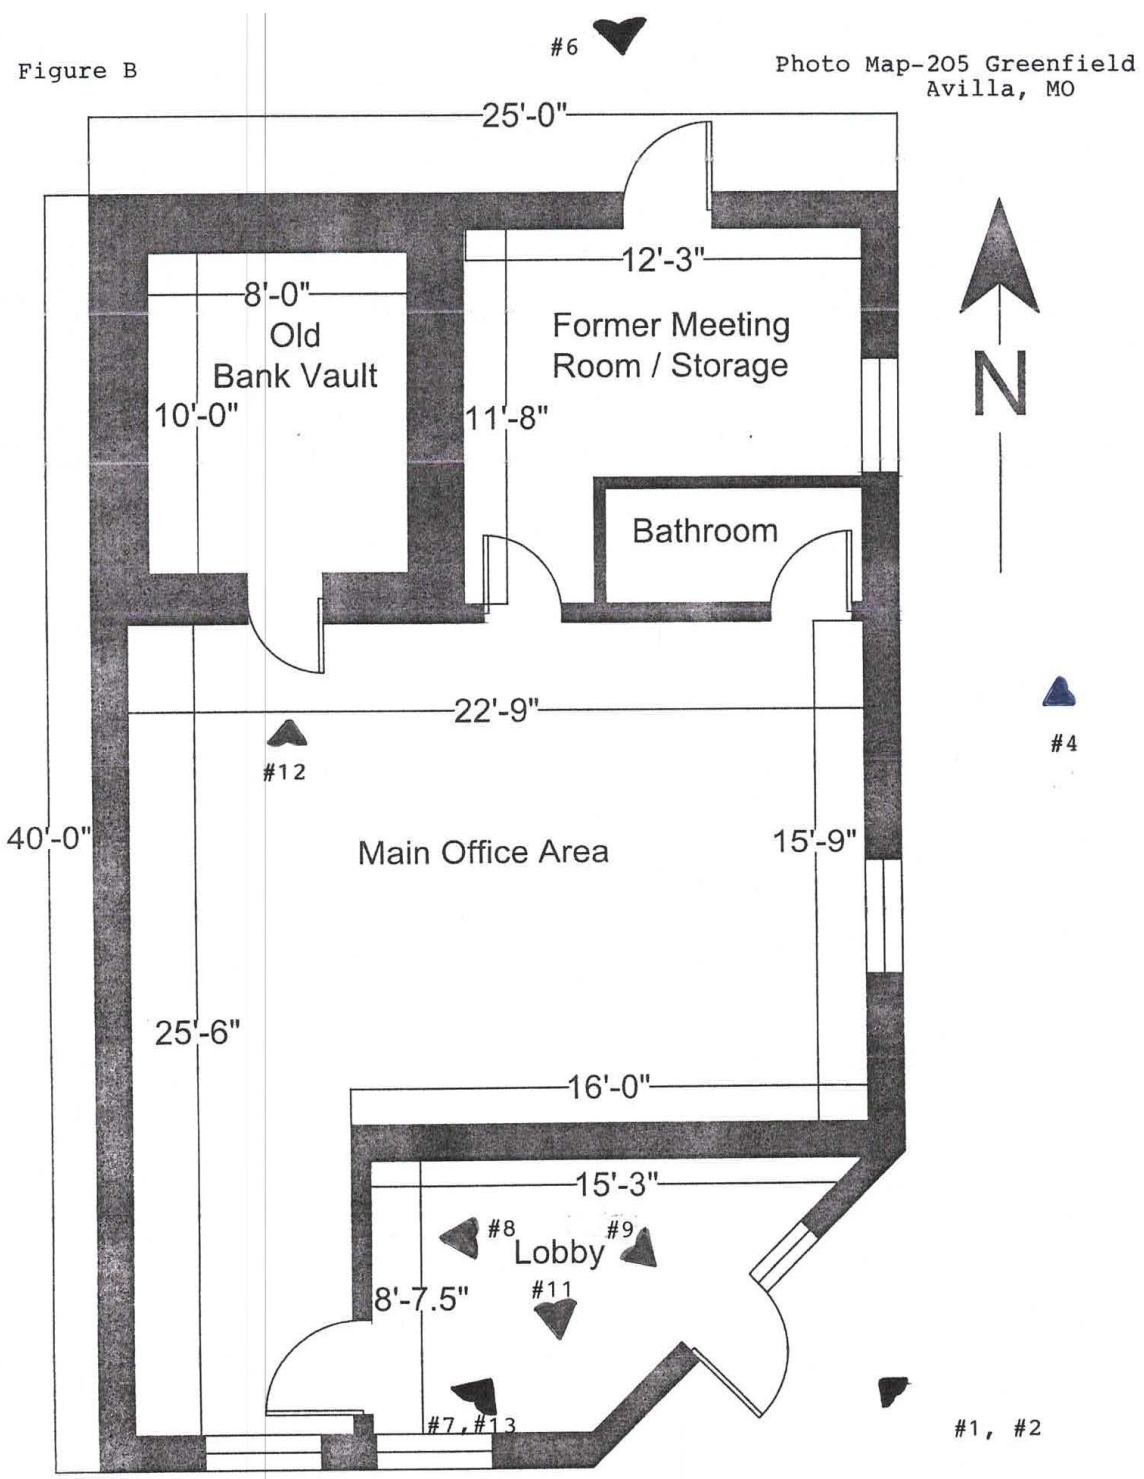 #6
Figure B
Photo Map-205 Greenfield
Avilla, MO
25'-0"
12'-3"
8'-0"
Old
Bank Vault
Former Meeting
Room / Storage
10'-0"
11'-8"
N
Bathroom
22'-9"
#4
#12
40'-0"
Main Office Area
15'-9"
25'-6"
16'-0"
15'-3"
#8
#9
Lobby
#11
8'-7.5"
#7,#13
#1, #2